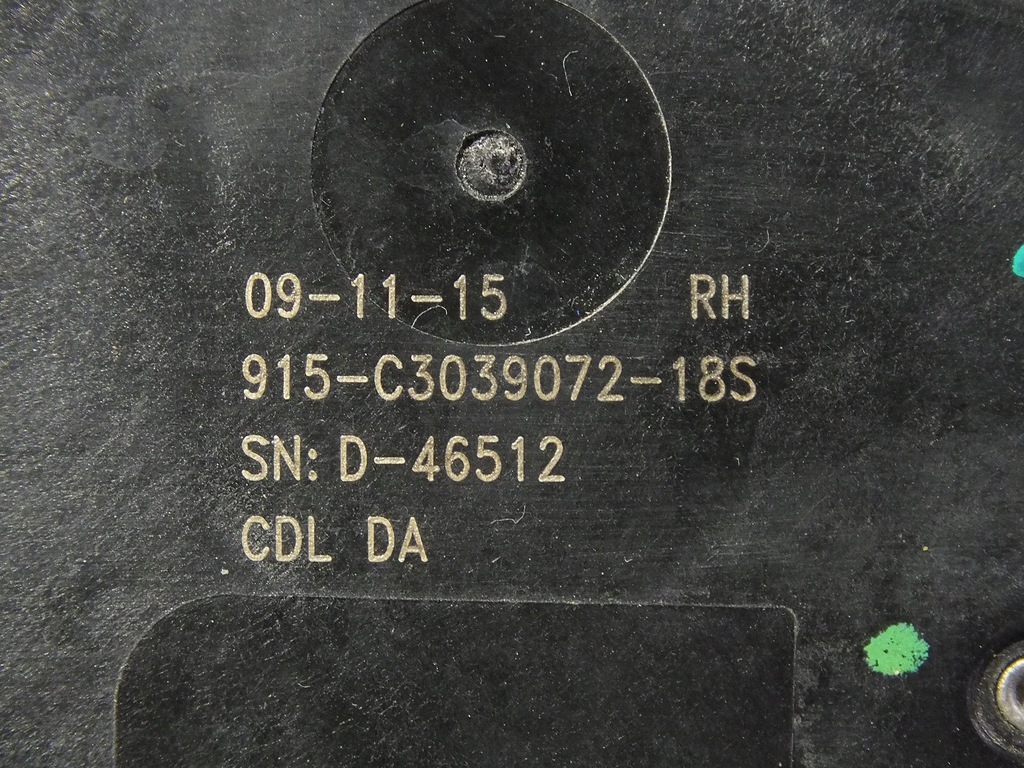 09-11-15 RH
915-C3039072-18S
SN: D-46512
CDL DA